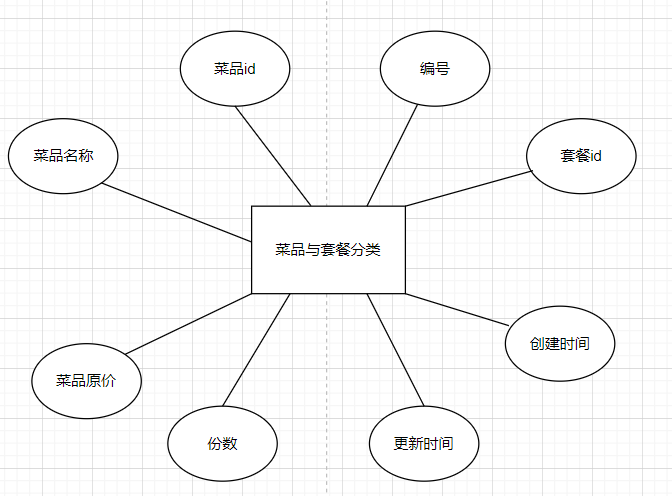 菜品id
编号
菜品名称
套餐id
菜品与套餐分类
创建时间
菜品原价
份数
更新时间